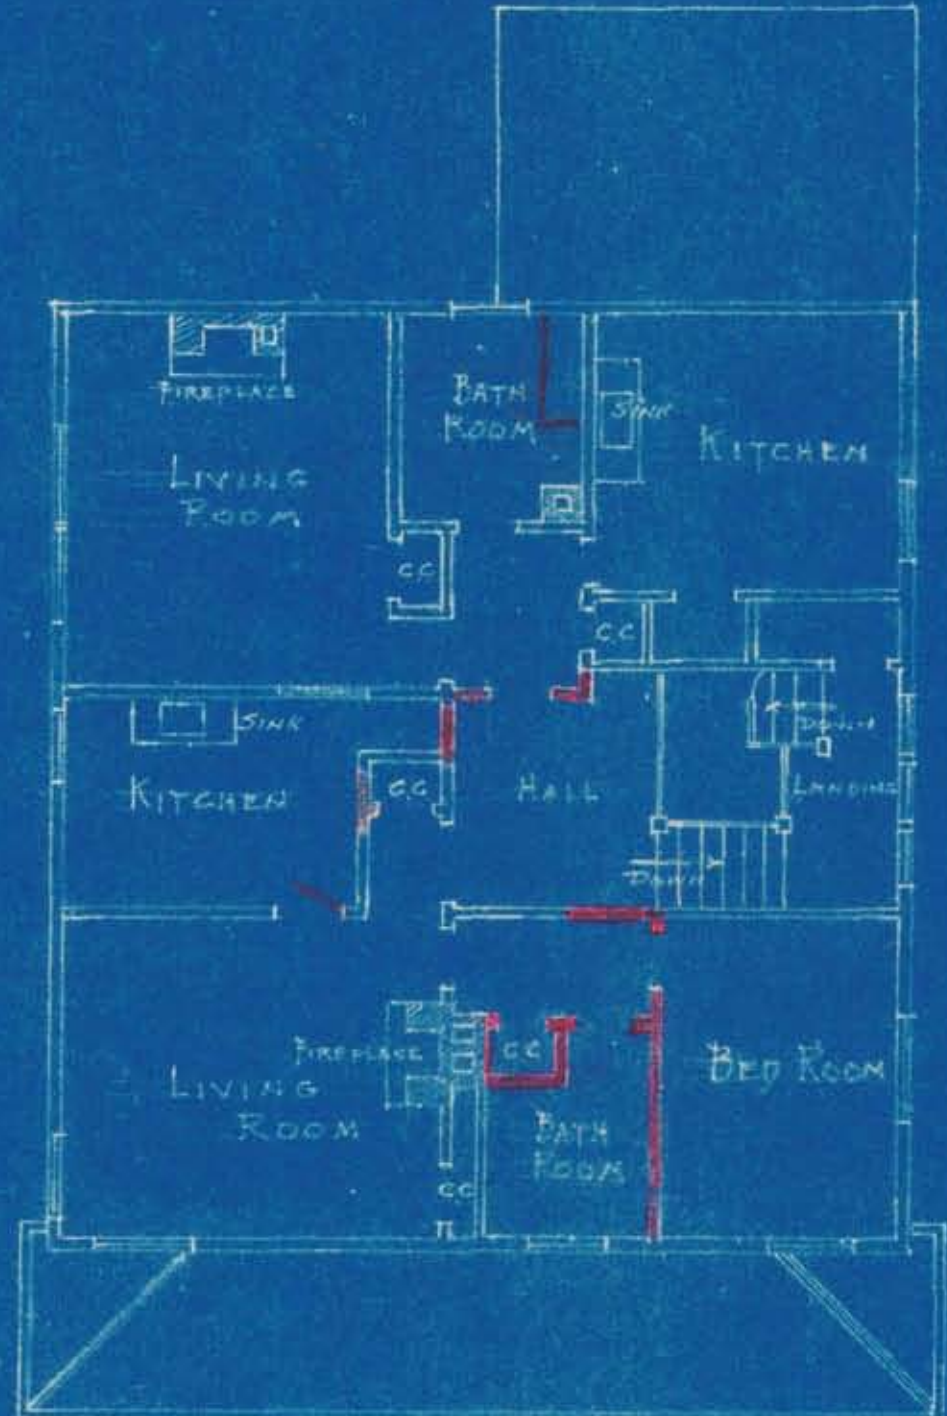 FIREPLACE
LIVING
ROOM
BATH
ROOM
SINK
KITCHEN
C.C
C.C
SINK
KITCHEN
C.C
HALL
DOWN
LANDING
DOWN
FIREPLACE
LIVING
ROOM
C C
BATH
ROOM
BED ROOM
CC